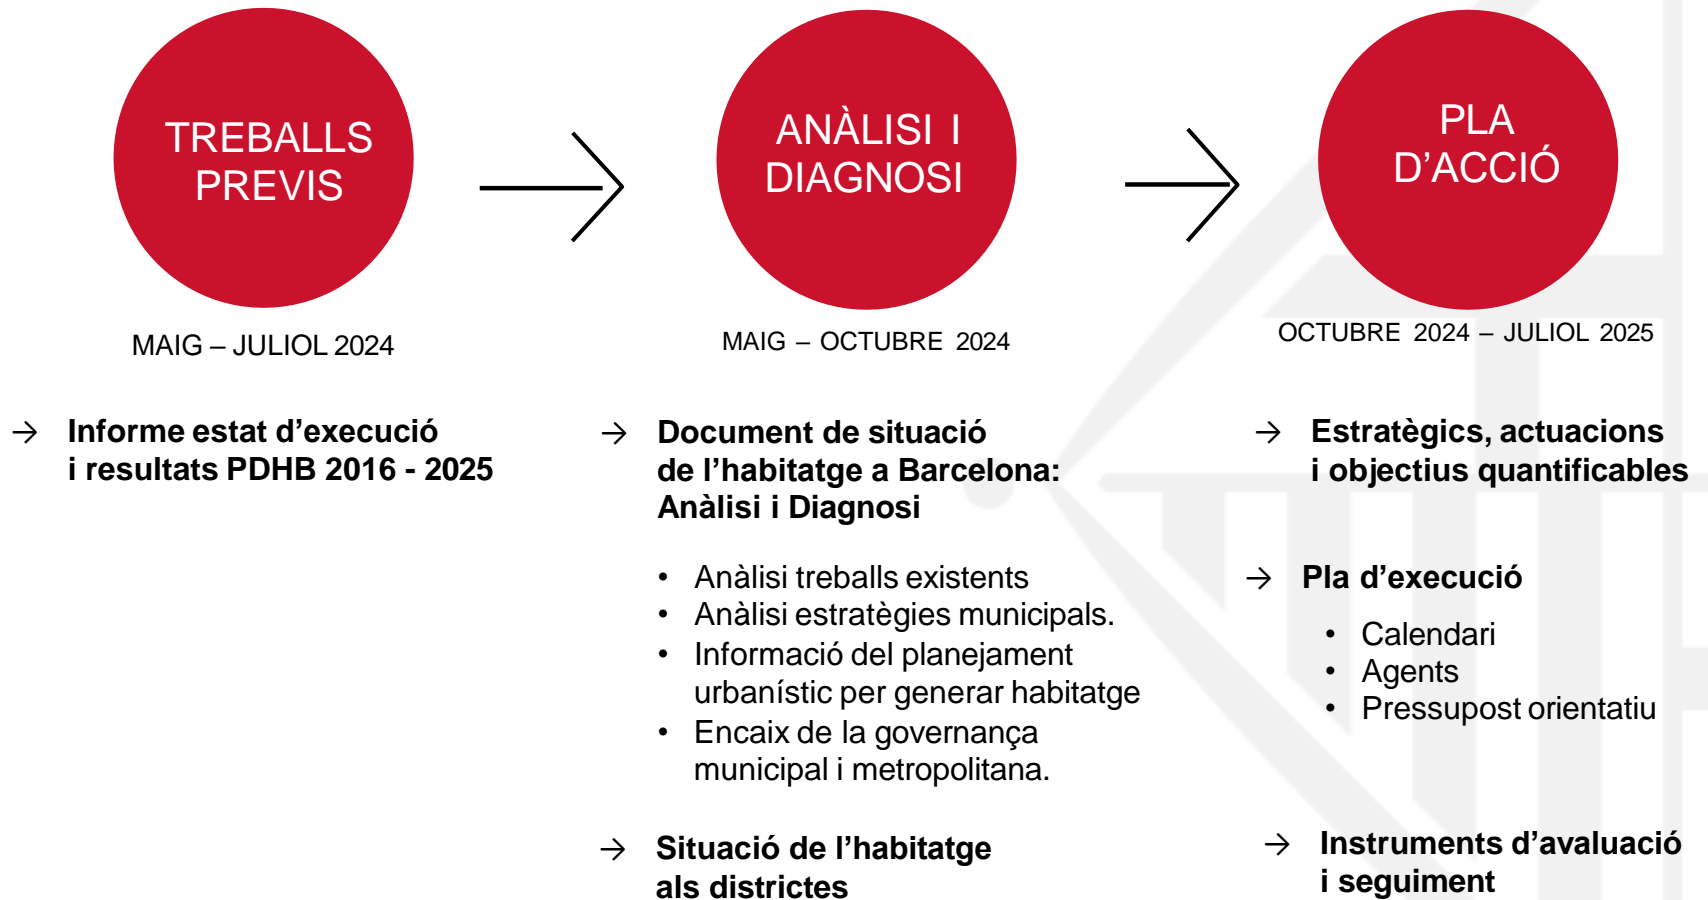 TREBALLS
PREVIS
MAIG – JULIOL 2024
→ Informe estat d’execució
i resultats PDHB 2016 - 2025
ANÀLISI I
DIAGNOSI
MAIG – OCTUBRE 2024
→ Document de situació
de l’habitatge a Barcelona:
Anàlisi i Diagnosi
• Anàlisi treballs existents
• Anàlisi estratègies municipals.
• Informació del planejament
urbanístic per generar habitatge
• Encaix de la governança
municipal i metropolitana.
→ Situació de l’habitatge
als districtes
PLA
D’ACCIÓ
OCTUBRE 2024 – JULIOL 2025
→ Estratègics, actuacions
i objectius quantificables
→ Pla d’execució
• Calendari
• Agents
• Pressupost orientatiu
→ Instruments d’avaluació
i seguiment